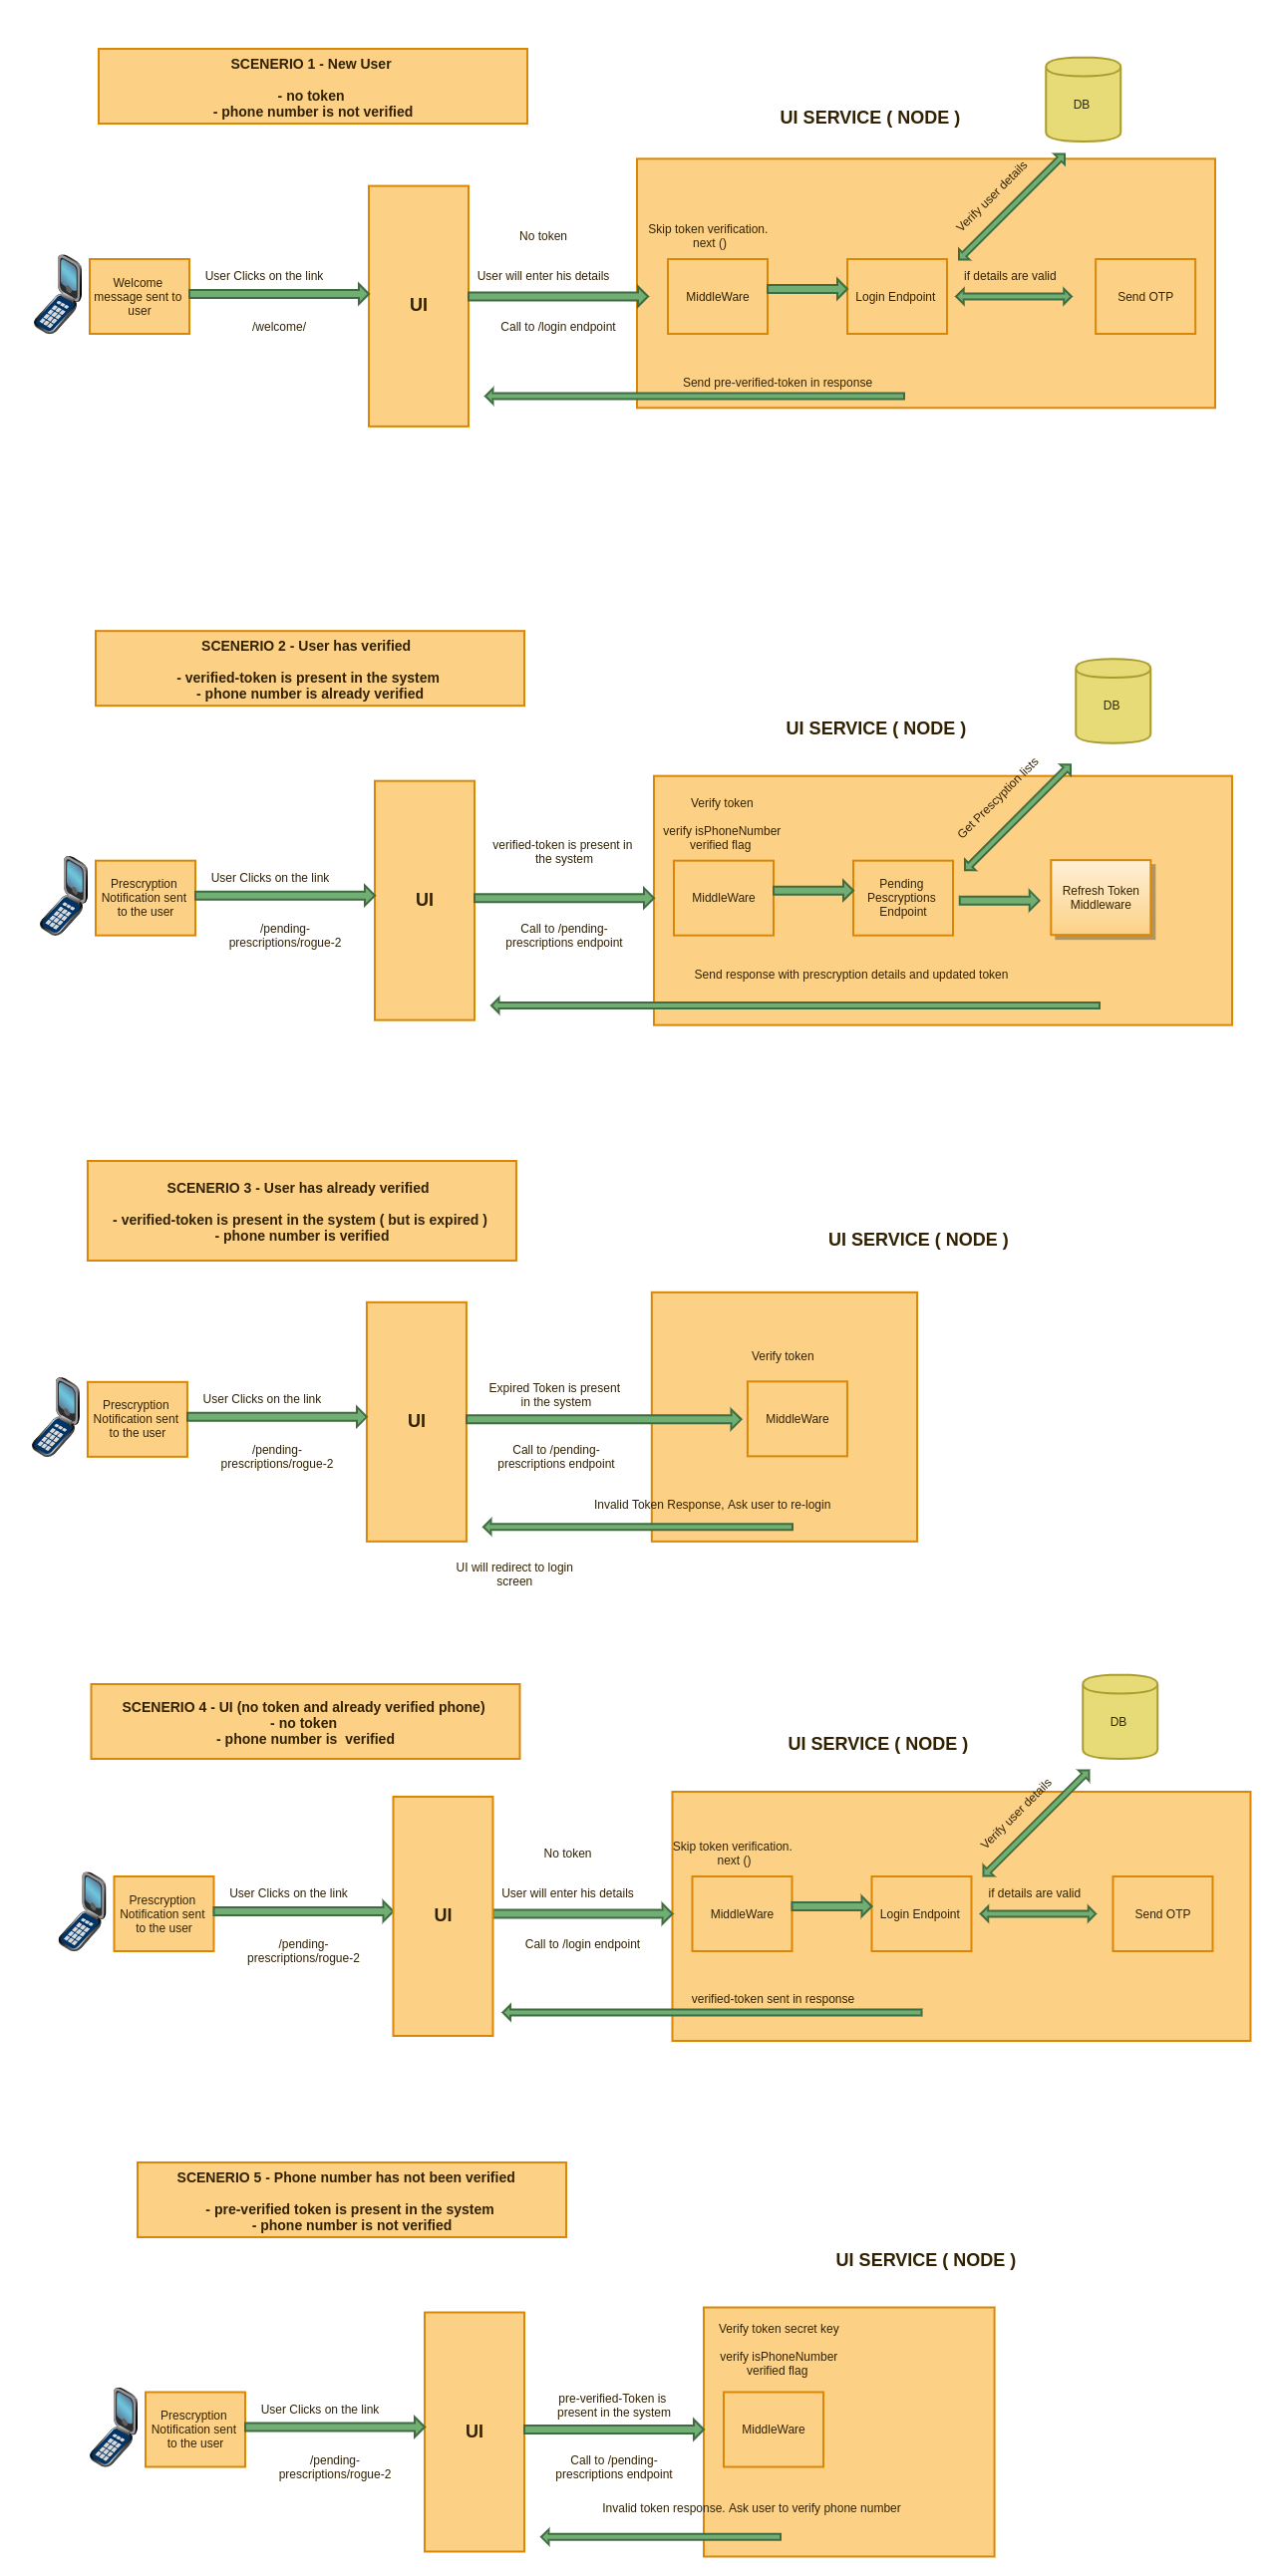 SCENERIO 1 - New User
- no token
- phone number is not verified
UI SERVICE ( NODE )
DB
Verify user details
No token
Skip token verification.
next ()
Welcome
message sent to
user
User Clicks on the link
/welcome/
UI
User will enter his details
Call to /login endpoint
MiddleWare
Login Endpoint
if details are valid
Send OTP
Send pre-verified-token in response
SCENERIO 2 - User has verified
- verified-token is present in the system
- phone number is already verified
UI SERVICE ( NODE )
DB
Get Prescyption lists
Verify token
verify isPhoneNumber
verified flag
verified-token is present in
the system
Prescryption
Notification sent
to the user
User Clicks on the link
/pending-
prescriptions/rogue-2
UI
Call to /pending-
prescriptions endpoint
MiddleWare
Pending
Pescryptions
Endpoint
Refresh Token
Middleware
Send response with prescryption details and updated token
SCENERIO 3 - User has already verified
- verified-token is present in the system ( but is expired )
- phone number is verified
UI SERVICE ( NODE )
Verify token
Prescryption
Notification sent
to the user
User Clicks on the link
/pending-
prescriptions/rogue-2
UI
Expired Token is present
in the system
Call to /pending-
prescriptions endpoint
MiddleWare
Invalid Token Response, Ask user to re-login
UI will redirect to login
screen
SCENERIO 4 - UI (no token and already verified phone)
- no token
- phone number is  verified
UI SERVICE ( NODE )
DB
Verify user details
No token
Skip token verification.
next ()
Prescryption
Notification sent
to the user
User Clicks on the link
/pending-
prescriptions/rogue-2
UI
User will enter his details
Call to /login endpoint
MiddleWare
Login Endpoint
if details are valid
Send OTP
verified-token sent in response
SCENERIO 5 - Phone number has not been verified
- pre-verified token is present in the system
- phone number is not verified
UI SERVICE ( NODE )
Verify token secret key
verify isPhoneNumber
verified flag
Prescryption
Notification sent
to the user
User Clicks on the link
/pending-
prescriptions/rogue-2
UI
pre-verified-Token is
present in the system
Call to /pending-
prescriptions endpoint
MiddleWare
Invalid token response. Ask user to verify phone number